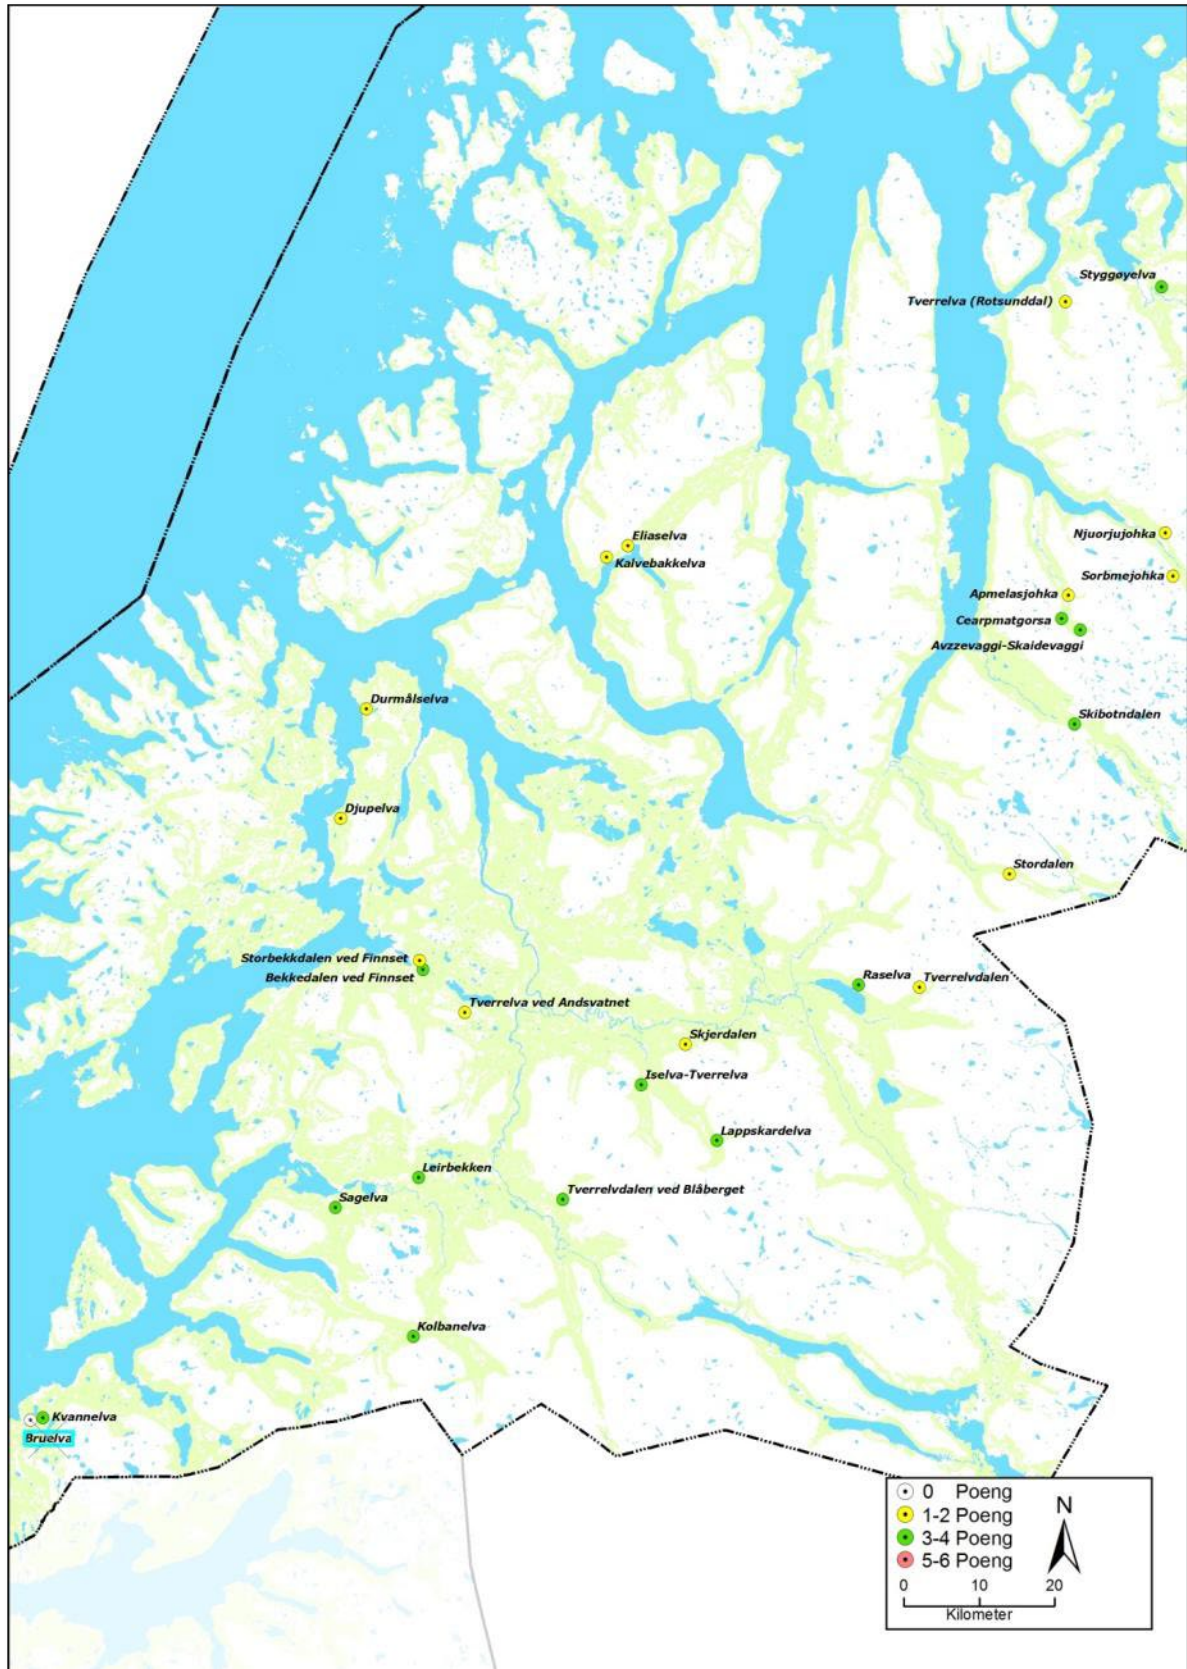 Styggøyelva
Tverrelva (Rotsunddal)
Njuorjujohka
Eliaselva
Kalvebakkelva
Sorbmejohka
Apmelasjohka
Cearpmatgorsa
Avzzevaggi-Skaidevaggi
Durmålselva
Skibotndalen
Djupelva
Stordalen
Storbekkdalen ved Finnset
Bekkedalen ved Finnset
Raselva
Tverrelvdalen
Tverrelva ved Andsvatnet
Skjerdalen
Iselva-Tverrelva
Lappskardelva
Leirbekken
Tverrelvdalen ved Blåberget
Sagelva
Kolbanelva
Kvannelva
Bruelva
0 Poeng
1-2 Poeng
3-4 Poeng
5-6 Poeng
N
0 10 20
Kilometer